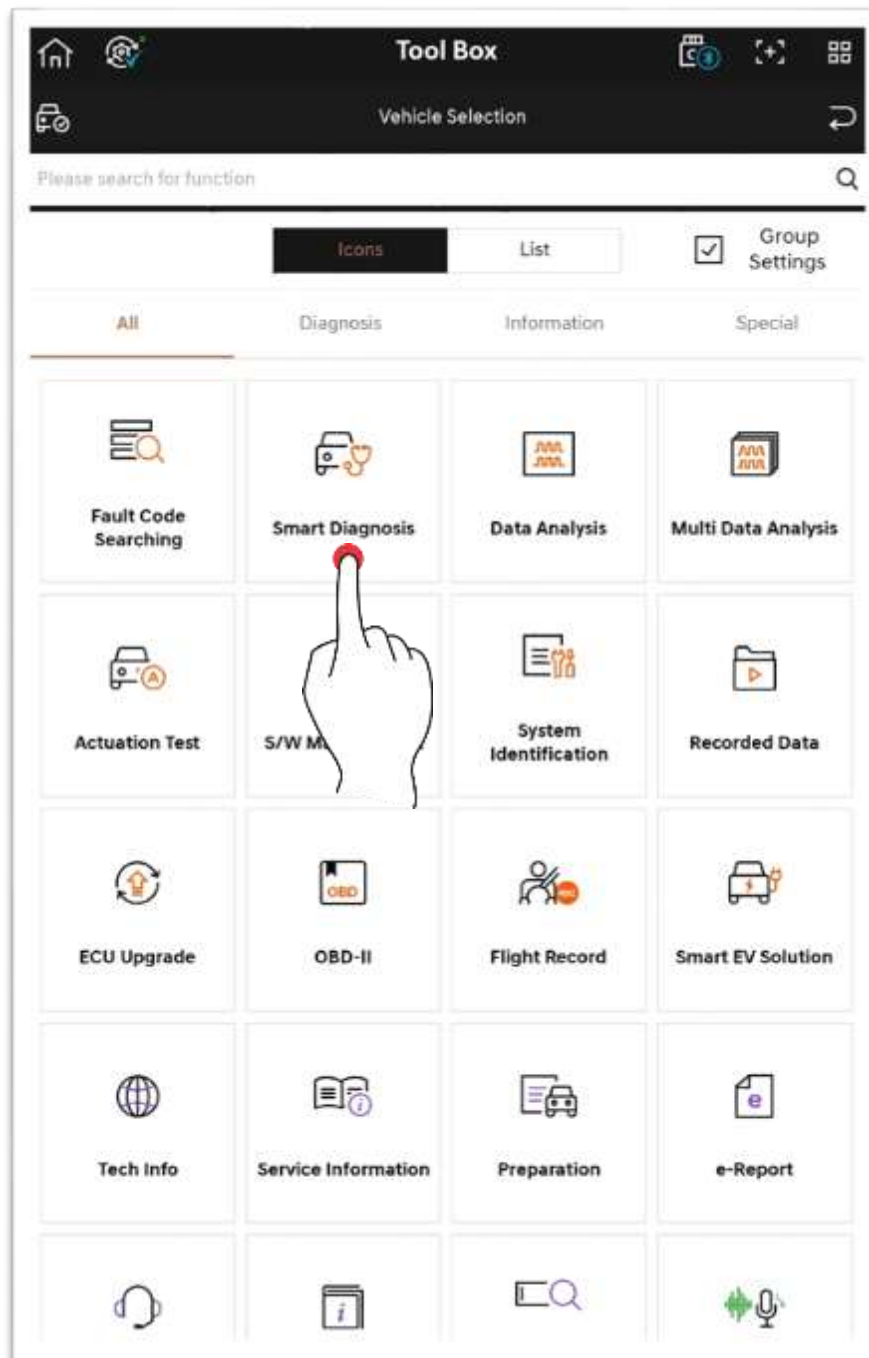 Tool Box
Vehicle Selection
Please search for function
Icons
List
Group
Settings
All
Diagnosis
Information
Special
Fault Code
Searching
Smart Diagnosis
Data Analysis
Multi Data Analysis
Actuation Test
S/W
System
Identification
Recorded Data
ECU Upgrade
OBD
OBD-II
Flight Record
Smart EV Solution
Tech Info
Service Information
Preparation
e
e-Report